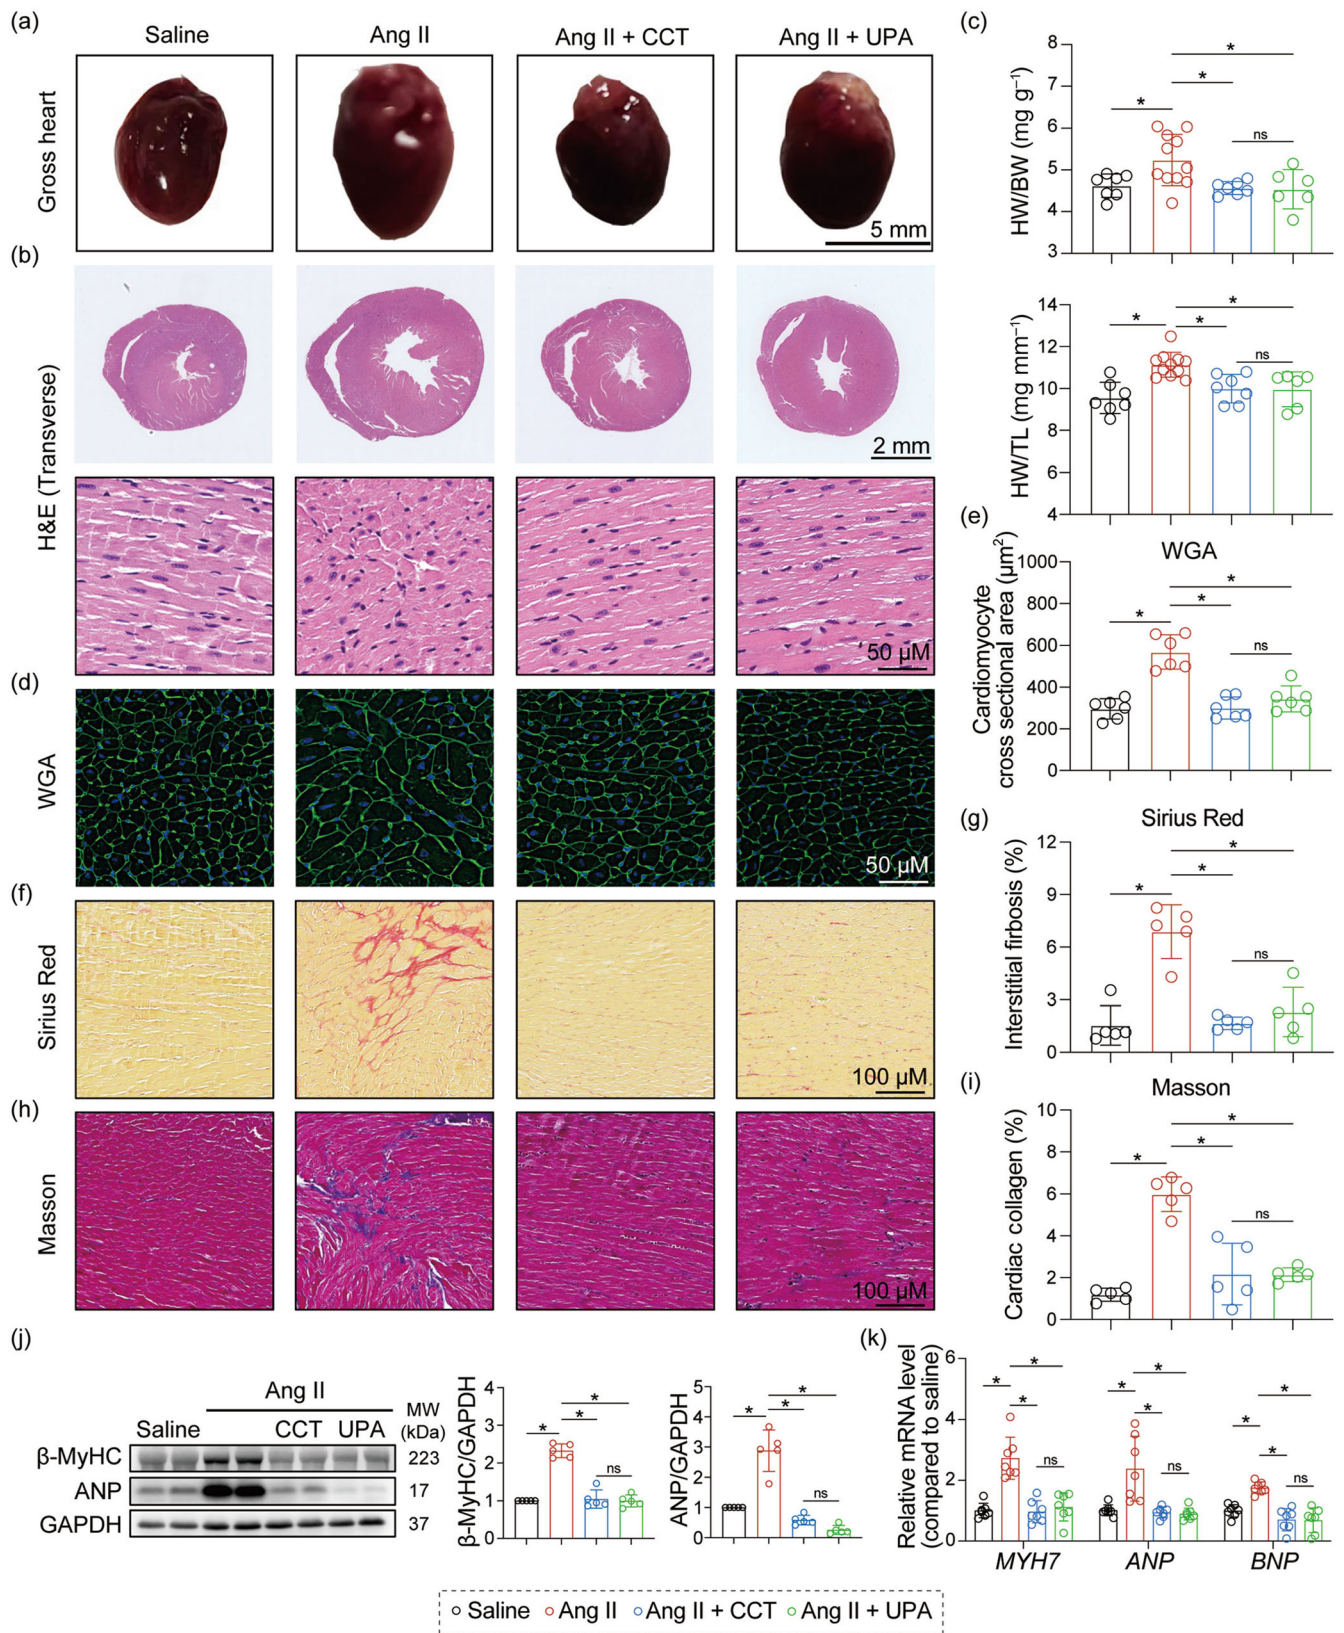 (a)
Saline
Ang II
Ang II + CCT
Ang II + UPA
Gross heart
5 mm
(b)
H&E (Transverse)
2 mm
50 µM
(c)
HW/BW (mg g⁻¹)
8
7
6
5
4
3
*
*
*
ns
HW/TL (mg mm⁻¹)
14
12
10
8
6
4
*
*
*
ns
(d)
WGA
50 µM
(e)
WGA
Cardiomyocyte
cross sectional area (µm²)
1000
800
600
400
200
0
*
*
*
ns
(f)
Sirius Red
100 µM
(g)
Sirius Red
Interstitial firbosis (%)
12
9
6
3
0
*
*
*
ns
(h)
Masson
100 µM
(i)
Masson
Cardiac collagen (%)
10
8
6
4
2
0
*
*
*
ns
(j)
Ang II
Saline
CCT
UPA
MW
(kDa)
β-MyHC
223
ANP
17
GAPDH
37
β-MyHC/GAPDH
4
3
2
1
0
*
*
*
ns
ANP/GAPDH
5
4
3
2
1
0
*
*
*
ns
(k)
Relative mRNA level
(compared to saline)
6
4
2
0
*
*
*
ns
*
*
*
ns
*
*
*
ns
MYH7
ANP
BNP
Saline
Ang II
Ang II + CCT
Ang II + UPA